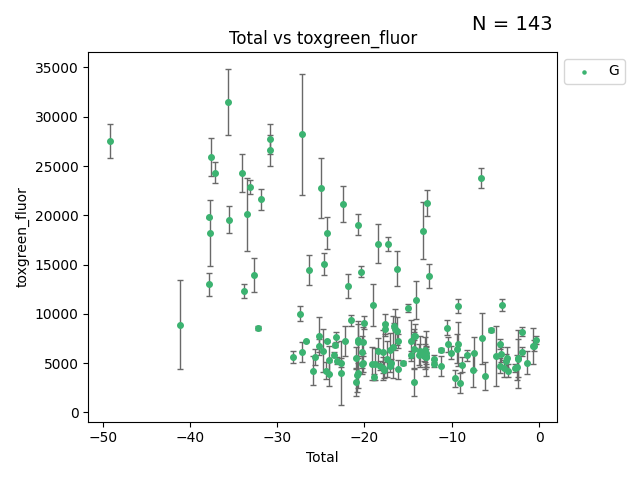 N = 143
Total vs toxgreen_fluor
G
35000
30000
25000
20000
15000
10000
5000
0
toxgreen_fluor
−50 −40 −30 −20 −10 0
Total